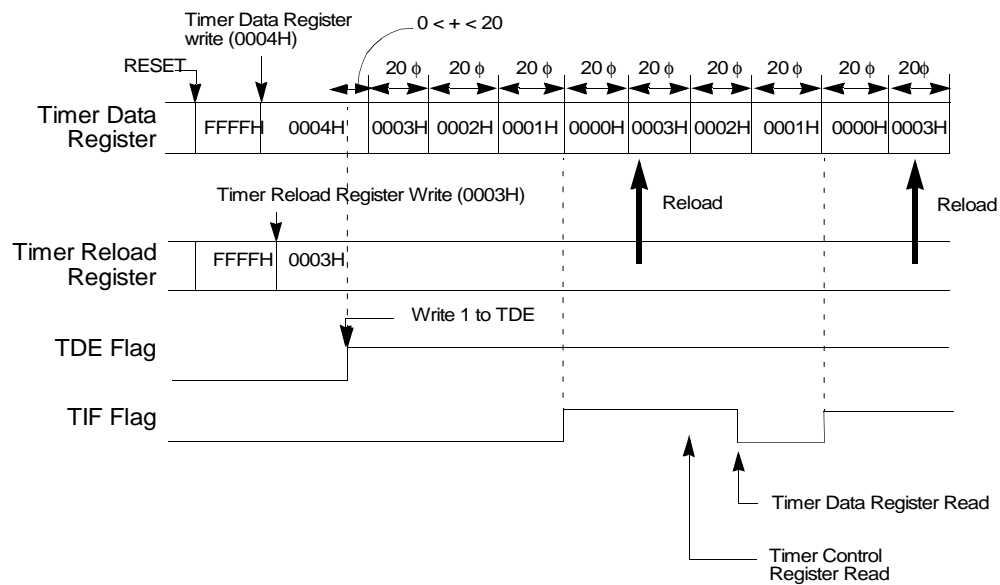 Timer Data Register
write (0004H)
0 < + < 20
RESET
20 ϕ 20 ϕ 20 ϕ 20 ϕ 20 ϕ 20 ϕ 20 ϕ 20 ϕ 20ϕ
Timer Data
Register
FFFFH 0004H 0003H 0002H 0001H 0000H 0003H 0002H 0001H 0000H 0003H
Timer Reload Register Write (0003H)
Reload
Reload
Timer Reload
Register
FFFFH 0003H
Write 1 to TDE
TDE Flag
TIF Flag
Timer Data Register Read
Timer Control
Register Read